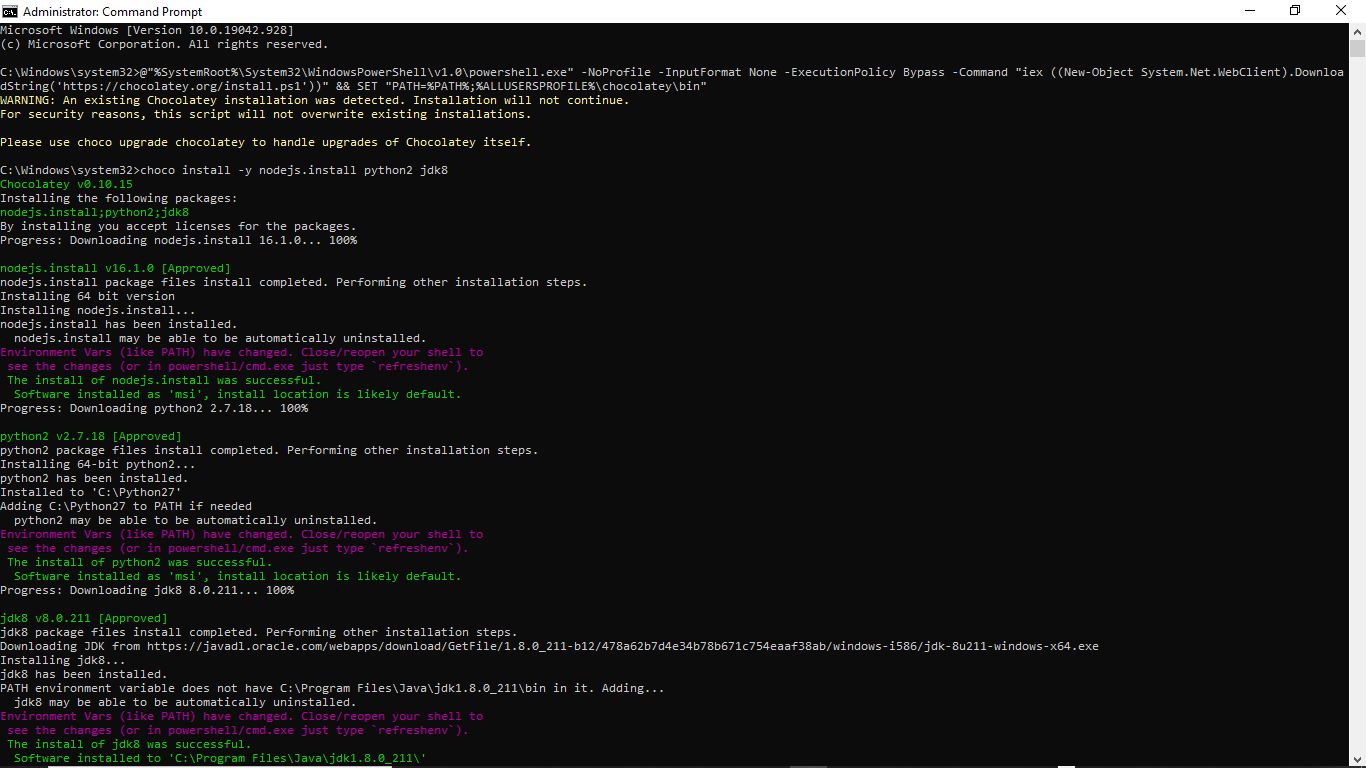 Administrator: Command Prompt
Microsoft Windows [Version 10.0.19042.928]
(c) Microsoft Corporation. All rights reserved.
C:\Windows\system32>@"%SystemRoot%\System32\WindowsPowerShell\v1.0\powershell.exe" -NoProfile -InputFormat None -ExecutionPolicy Bypass -Command "iex ((New-Object System.Net.WebClient).Downloa
dString('https://chocolatey.org/install.ps1'))" && SET "PATH=%PATH%;%ALLUSERSPROFILE%\chocolatey\bin"
WARNING: An existing Chocolatey installation was detected. Installation will not continue.
For security reasons, this script will not overwrite existing installations.
Please use choco upgrade chocolatey to handle upgrades of Chocolatey itself.
C:\Windows\system32>choco install -y nodejs.install python2 jdk8
Chocolatey v0.10.15
Installing the following packages:
nodejs.install;python2;jdk8
By installing you accept licenses for the packages.
Progress: Downloading nodejs.install 16.1.0... 100%
nodejs.install v16.1.0 [Approved]
nodejs.install package files install completed. Performing other installation steps.
Installing 64 bit version
Installing nodejs.install...
nodejs.install has been installed.
  nodejs.install may be able to be automatically uninstalled.
Environment Vars (like PATH) have changed. Close/reopen your shell to
 see the changes (or in powershell/cmd.exe just type `refreshenv`).
 The install of nodejs.install was successful.
  Software installed as 'msi', install location is likely default.
Progress: Downloading python2 2.7.18... 100%
python2 v2.7.18 [Approved]
python2 package files install completed. Performing other installation steps.
Installing 64-bit python2...
python2 has been installed.
Installed to 'C:\Python27'
Adding C:\Python27 to PATH if needed
  python2 may be able to be automatically uninstalled.
Environment Vars (like PATH) have changed. Close/reopen your shell to
 see the changes (or in powershell/cmd.exe just type `refreshenv`).
 The install of python2 was successful.
  Software installed as 'msi', install location is likely default.
Progress: Downloading jdk8 8.0.211... 100%
jdk8 v8.0.211 [Approved]
jdk8 package files install completed. Performing other installation steps.
Downloading JDK from https://javadl.oracle.com/webapps/download/GetFile/1.8.0_211-b12/478a62b7d4e34b78b671c754eaaf38ab/windows-i586/jdk-8u211-windows-x64.exe
Installing jdk8...
jdk8 has been installed.
PATH environment variable does not have C:\Program Files\Java\jdk1.8.0_211\bin in it. Adding...
  jdk8 may be able to be automatically uninstalled.
Environment Vars (like PATH) have changed. Close/reopen your shell to
 see the changes (or in powershell/cmd.exe just type `refreshenv`).
 The install of jdk8 was successful.
  Software installed to 'C:\Program Files\Java\jdk1.8.0_211\'